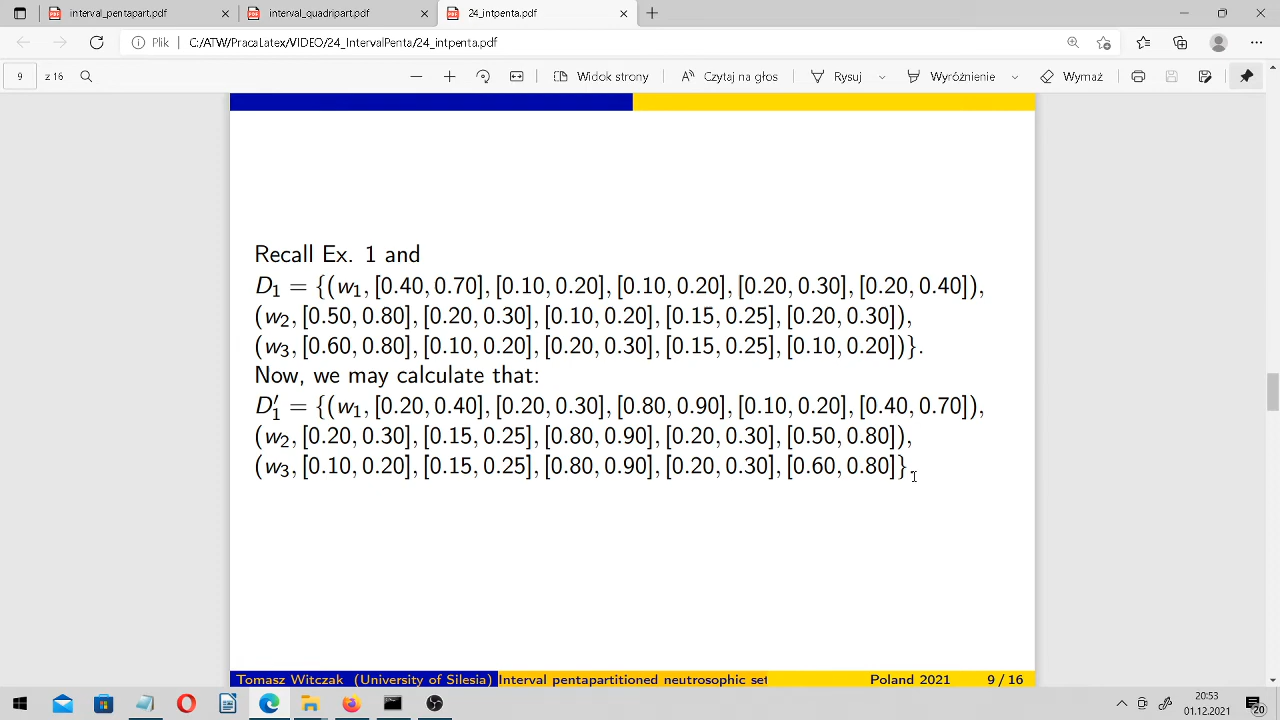 interval_pentapart.pdf
interval_quadripart.pdf
24_intpenta.pdf
Plik
C:/ATW/PracaLatex/VIDEO/24_IntervalPenta/24_intpenta.pdf
9 z 16
Widok strony
Czytaj na głos
Rysuj
Wyróżnienie
Wymaż
Recall Ex. 1 and
D₁ = {(w₁, [0.40, 0.70], [0.10, 0.20], [0.10, 0.20], [0.20, 0.30], [0.20, 0.40]),
(w₂, [0.50, 0.80], [0.20, 0.30], [0.10, 0.20], [0.15, 0.25], [0.20, 0.30]),
(w₃, [0.60, 0.80], [0.10, 0.20], [0.20, 0.30], [0.15, 0.25], [0.10, 0.20])}.
Now, we may calculate that:
D₁′ = {(w₁, [0.20, 0.40], [0.20, 0.30], [0.80, 0.90], [0.10, 0.20], [0.40, 0.70]),
(w₂, [0.20, 0.30], [0.15, 0.25], [0.80, 0.90], [0.20, 0.30], [0.50, 0.80]),
(w₃, [0.10, 0.20], [0.15, 0.25], [0.80, 0.90], [0.20, 0.30], [0.60, 0.80]}.
Tomasz Witczak (University of Silesia)
Interval pentapartitioned neutrosophic set
Poland 2021
9 / 16
20:53
01.12.2021
20